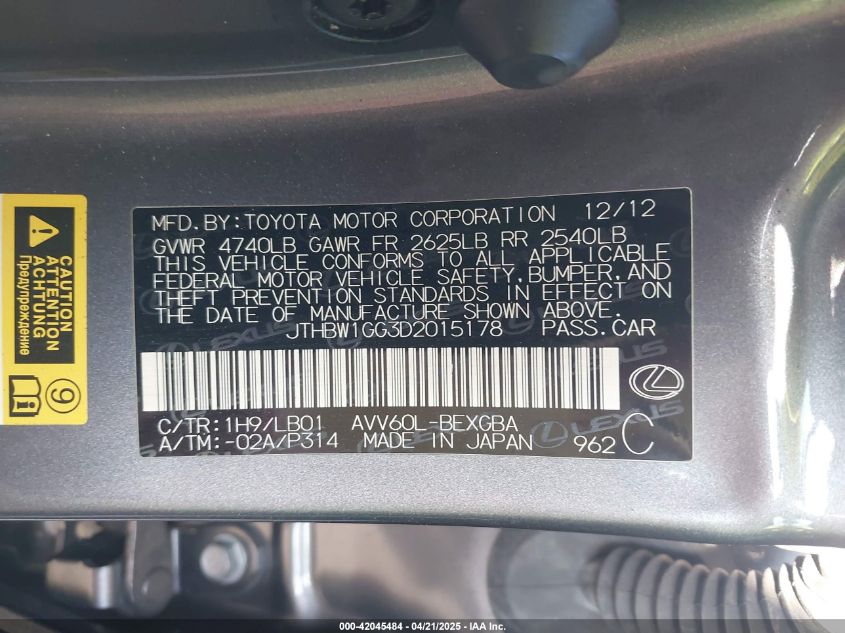 MFD. BY: TOYOTA MOTOR CORPORATION 12/12
GVWR 4740LB GAWR FR 2625LB RR 2540LB
THIS VEHICLE CONFORMS TO ALL APPLICABLE
FEDERAL MOTOR VEHICLE SAFETY, BUMPER, AND
THEFT PREVENTION STANDARDS IN EFFECT ON
THE DATE OF MANUFACTURE SHOWN ABOVE.
JTHBW1GG3D2015178 PASS. CAR
C/TR: 1H9/LB01 AVV60L-BEXGBA
A/TM: -02A/P314 MADE IN JAPAN 962 C
CAUTION
ATTENTION
ACHTUNG
Предупреждение
9
LEXUS
000-42045484 - 04/21/2025 - IAA Inc.